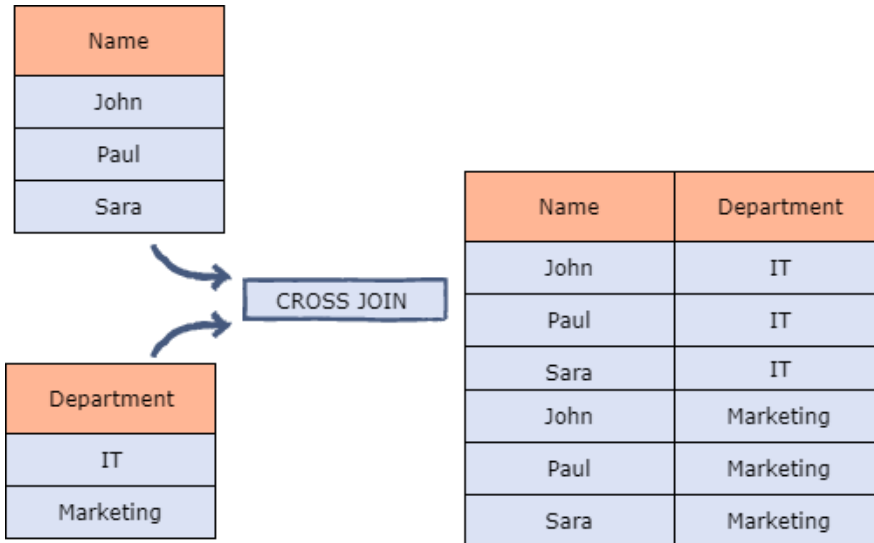 Name
John
Paul
Sara
CROSS JOIN
Department
IT
Marketing
Name Department
John IT
Paul IT
Sara IT
John Marketing
Paul Marketing
Sara Marketing